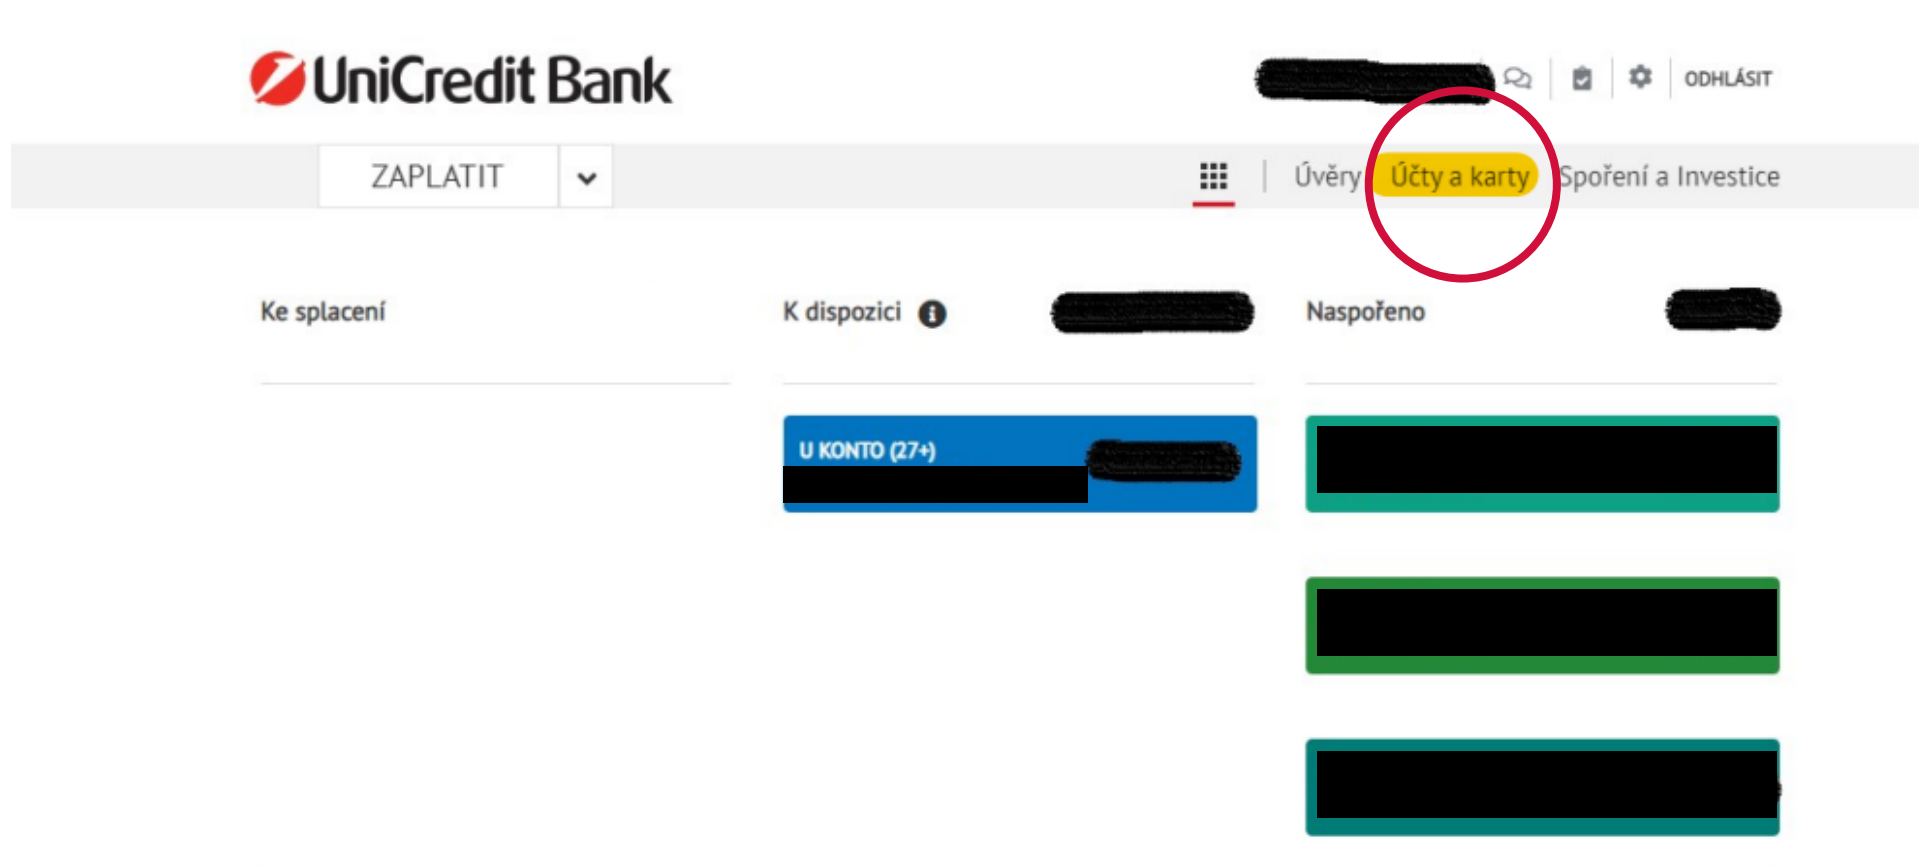 UniCredit Bank
ODHLÁSIT
ZAPLATIT
Úvěry Účty a karty Spoření a Investice
Ke splacení
K dispozici
Naspořeno
U KONTO (27+)